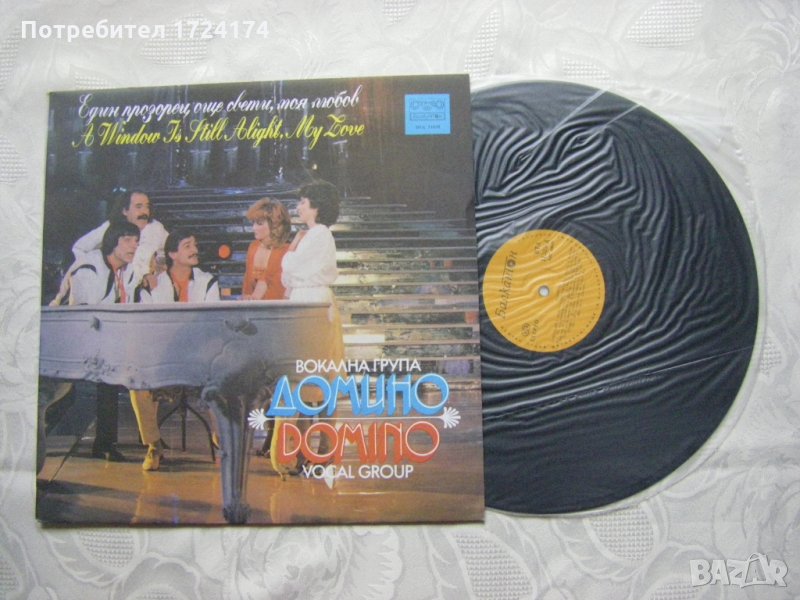 Потребител 1724174
Един прозорец още свети, моя любов
A Window Is Still Alight, My Love
ВОКАЛНА ГРУПА
ДОМИНО
DOMINO
VOCAL GROUP
Балкантон
BAZAR